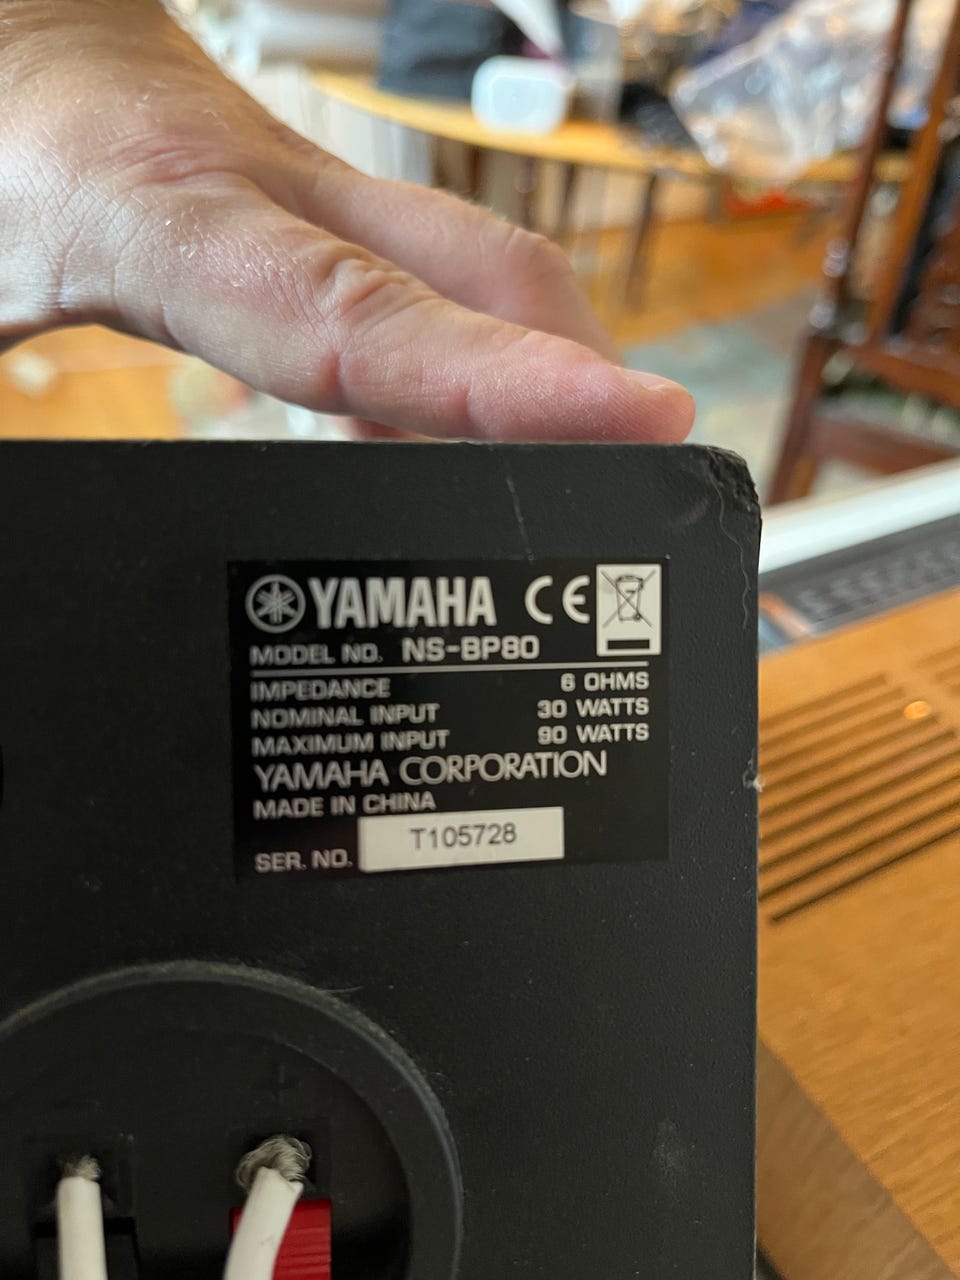 YAMAHA CE
MODEL NO. NS-BP80
IMPEDANCE 6 OHMS
NOMINAL INPUT 30 WATTS
MAXIMUM INPUT 90 WATTS
YAMAHA CORPORATION
MADE IN CHINA
SER. NO. T105728
+
-